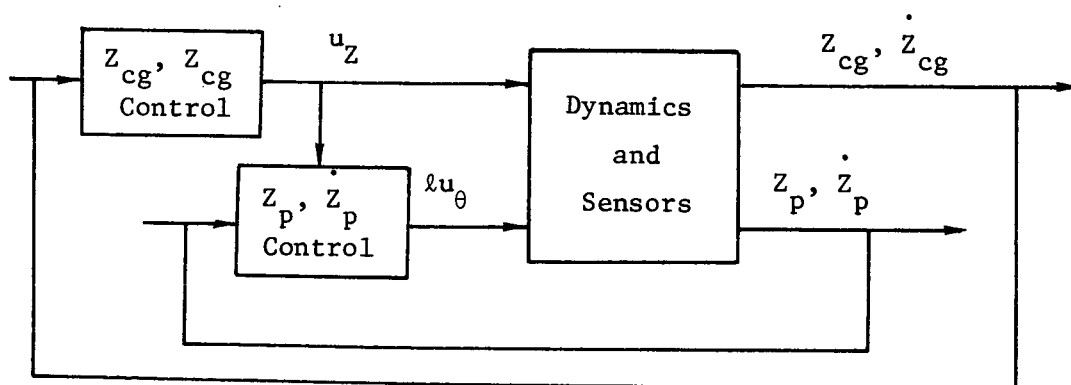 Z_cg, Ż_cg
Control
u_Z
Z_cg, Ż_cg
Dynamics
and
Sensors
Z_p, Ż_p
Control
ℓu_θ
Z_p, Ż_p